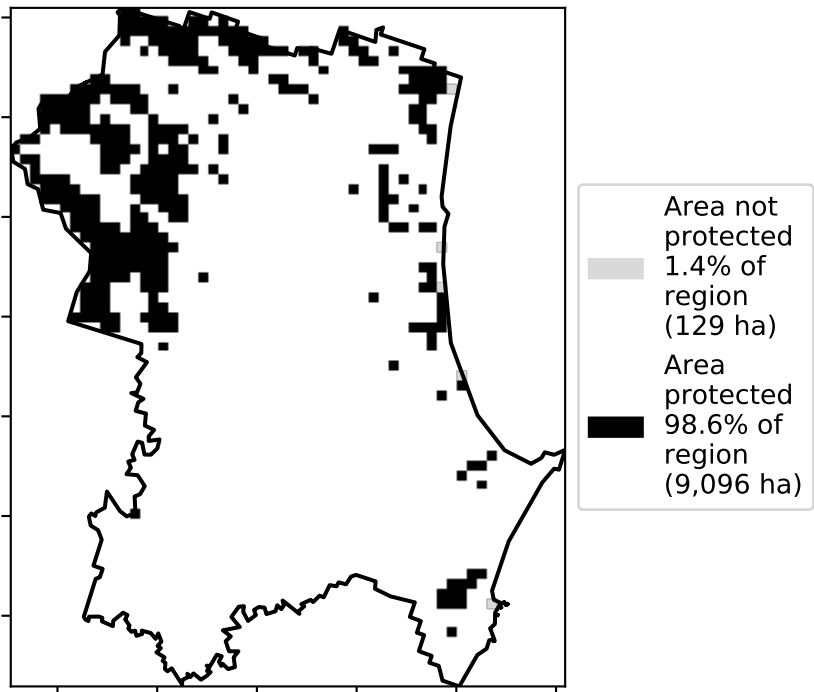 Area not
protected
1.4% of
region
(129 ha)
Area
protected
98.6% of
region
(9,096 ha)